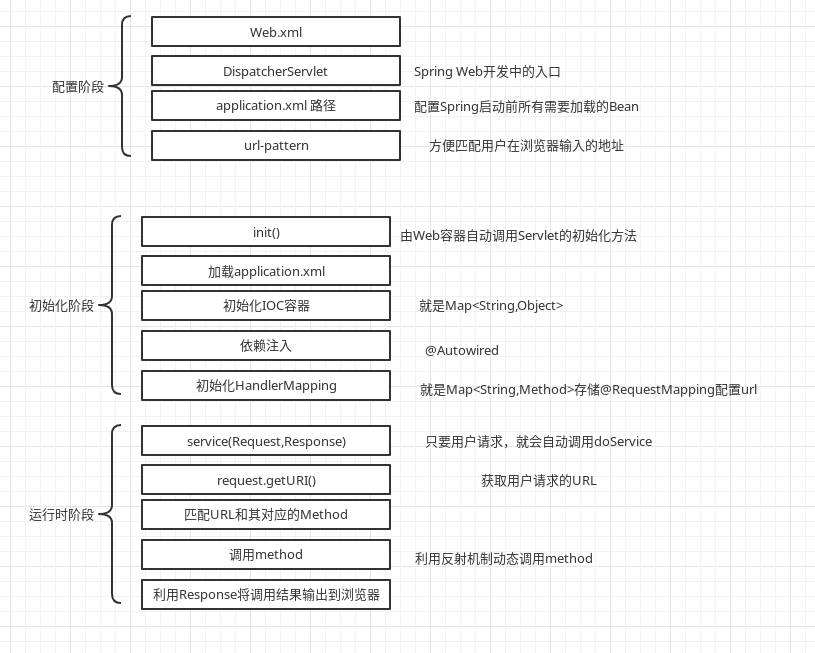 Web.xml
DispatcherServlet
Spring Web开发中的入口
配置阶段
application.xml 路径
配置Spring启动前所有需要加载的Bean
url-pattern
方便匹配用户在浏览器输入的地址
init()
由Web容器自动调用Servlet的初始化方法
加载application.xml
初始化阶段
初始化IOC容器
就是Map<String,Object>
依赖注入
@Autowired
初始化HandlerMapping
就是Map<String,Method>存储@RequestMapping配置url
service(Request,Response)
只要用户请求，就会自动调用doService
request.getURI()
获取用户请求的URL
运行时阶段
匹配URL和其对应的Method
调用method
利用反射机制动态调用method
利用Response将调用结果输出到浏览器